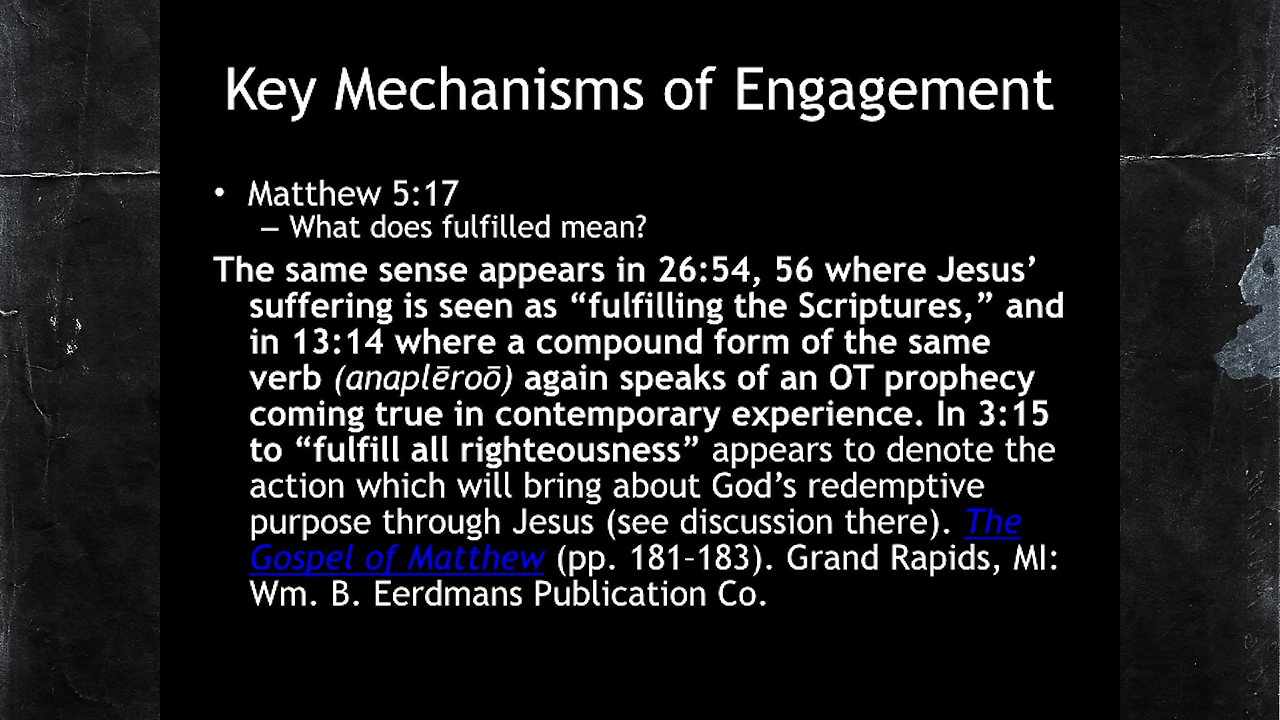 Key Mechanisms of Engagement
• Matthew 5:17
– What does fulfilled mean?
The same sense appears in 26:54, 56 where Jesus’
suffering is seen as “fulfilling the Scriptures,” and
in 13:14 where a compound form of the same
verb (anaplēroō) again speaks of an OT prophecy
coming true in contemporary experience. In 3:15
to “fulfill all righteousness” appears to denote the
action which will bring about God’s redemptive
purpose through Jesus (see discussion there). The
Gospel of Matthew (pp. 181–183). Grand Rapids, MI:
Wm. B. Eerdmans Publication Co.